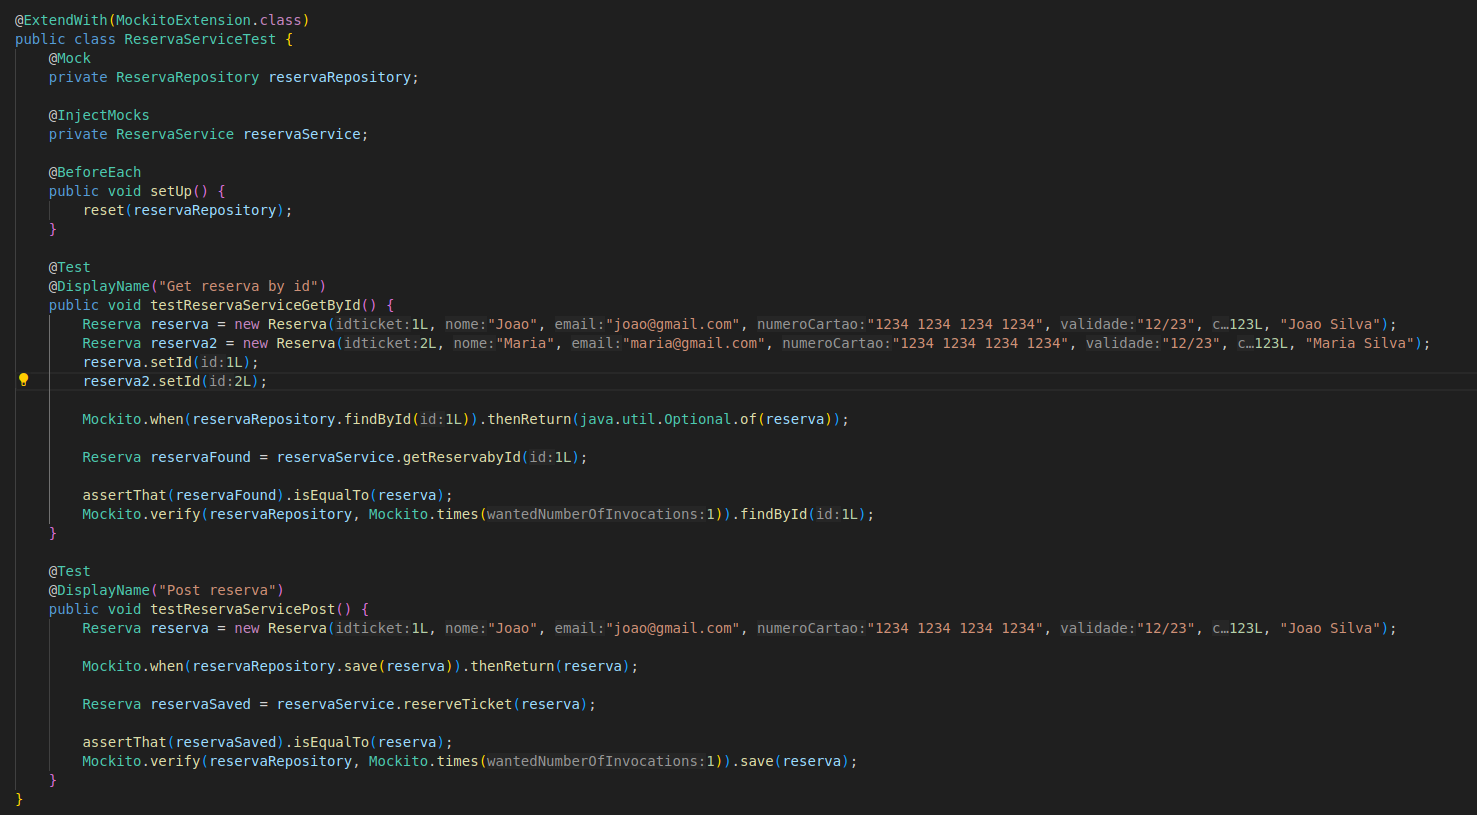 @ExtendWith(MockitoExtension.class)
public class ReservaServiceTest {
@Mock
private ReservaRepository reservaRepository;
@InjectMocks
private ReservaService reservaService;
@BeforeEach
public void setUp() {
reset(reservaRepository);
}
@Test
@DisplayName("Get reserva by id")
public void testReservaServiceGetById() {
Reserva reserva = new Reserva(idticket:1L, nome:"Joao", email:"joao@gmail.com", numeroCartao:"1234 1234 1234 1234", validade:"12/23", c…123L, "Joao Silva");
Reserva reserva2 = new Reserva(idticket:2L, nome:"Maria", email:"maria@gmail.com", numeroCartao:"1234 1234 1234 1234", validade:"12/23", c…123L, "Maria Silva");
reserva.setId(id:1L);
reserva2.setId(id:2L);
Mockito.when(reservaRepository.findById(id:1L)).thenReturn(java.util.Optional.of(reserva));
Reserva reservaFound = reservaService.getReservabyId(id:1L);
assertThat(reservaFound).isEqualTo(reserva);
Mockito.verify(reservaRepository, Mockito.times(wantedNumberOfInvocations:1)).findById(id:1L);
}
@Test
@DisplayName("Post reserva")
public void testReservaServicePost() {
Reserva reserva = new Reserva(idticket:1L, nome:"Joao", email:"joao@gmail.com", numeroCartao:"1234 1234 1234 1234", validade:"12/23", c…123L, "Joao Silva");
Mockito.when(reservaRepository.save(reserva)).thenReturn(reserva);
Reserva reservaSaved = reservaService.reserveTicket(reserva);
assertThat(reservaSaved).isEqualTo(reserva);
Mockito.verify(reservaRepository, Mockito.times(wantedNumberOfInvocations:1)).save(reserva);
}
}